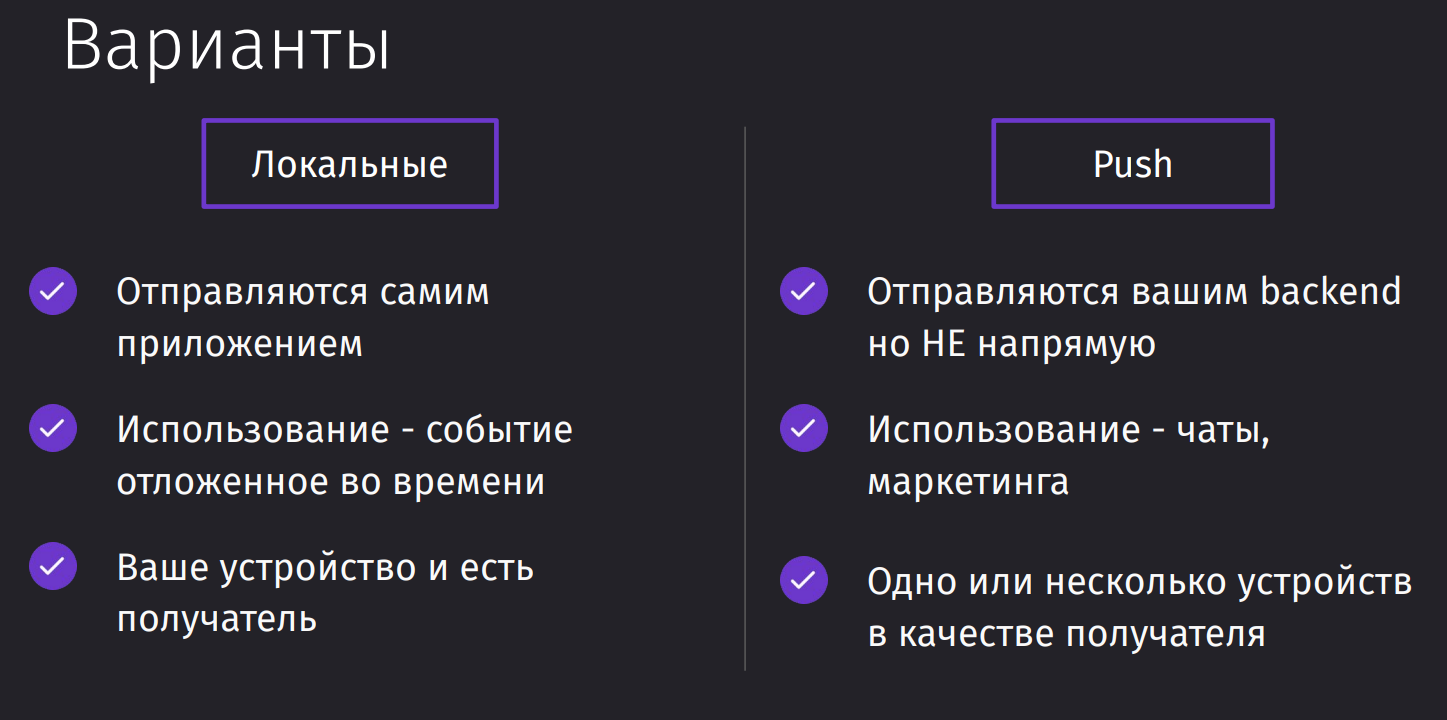 Варианты
Локальные
Отправляются самим
приложением
Использование - событие
отложенное во времени
Ваше устройство и есть
получатель
Push
Отправляются вашим backend
но НЕ напрямую
Использование - чаты,
маркетинга
Одно или несколько устройств
в качестве получателя